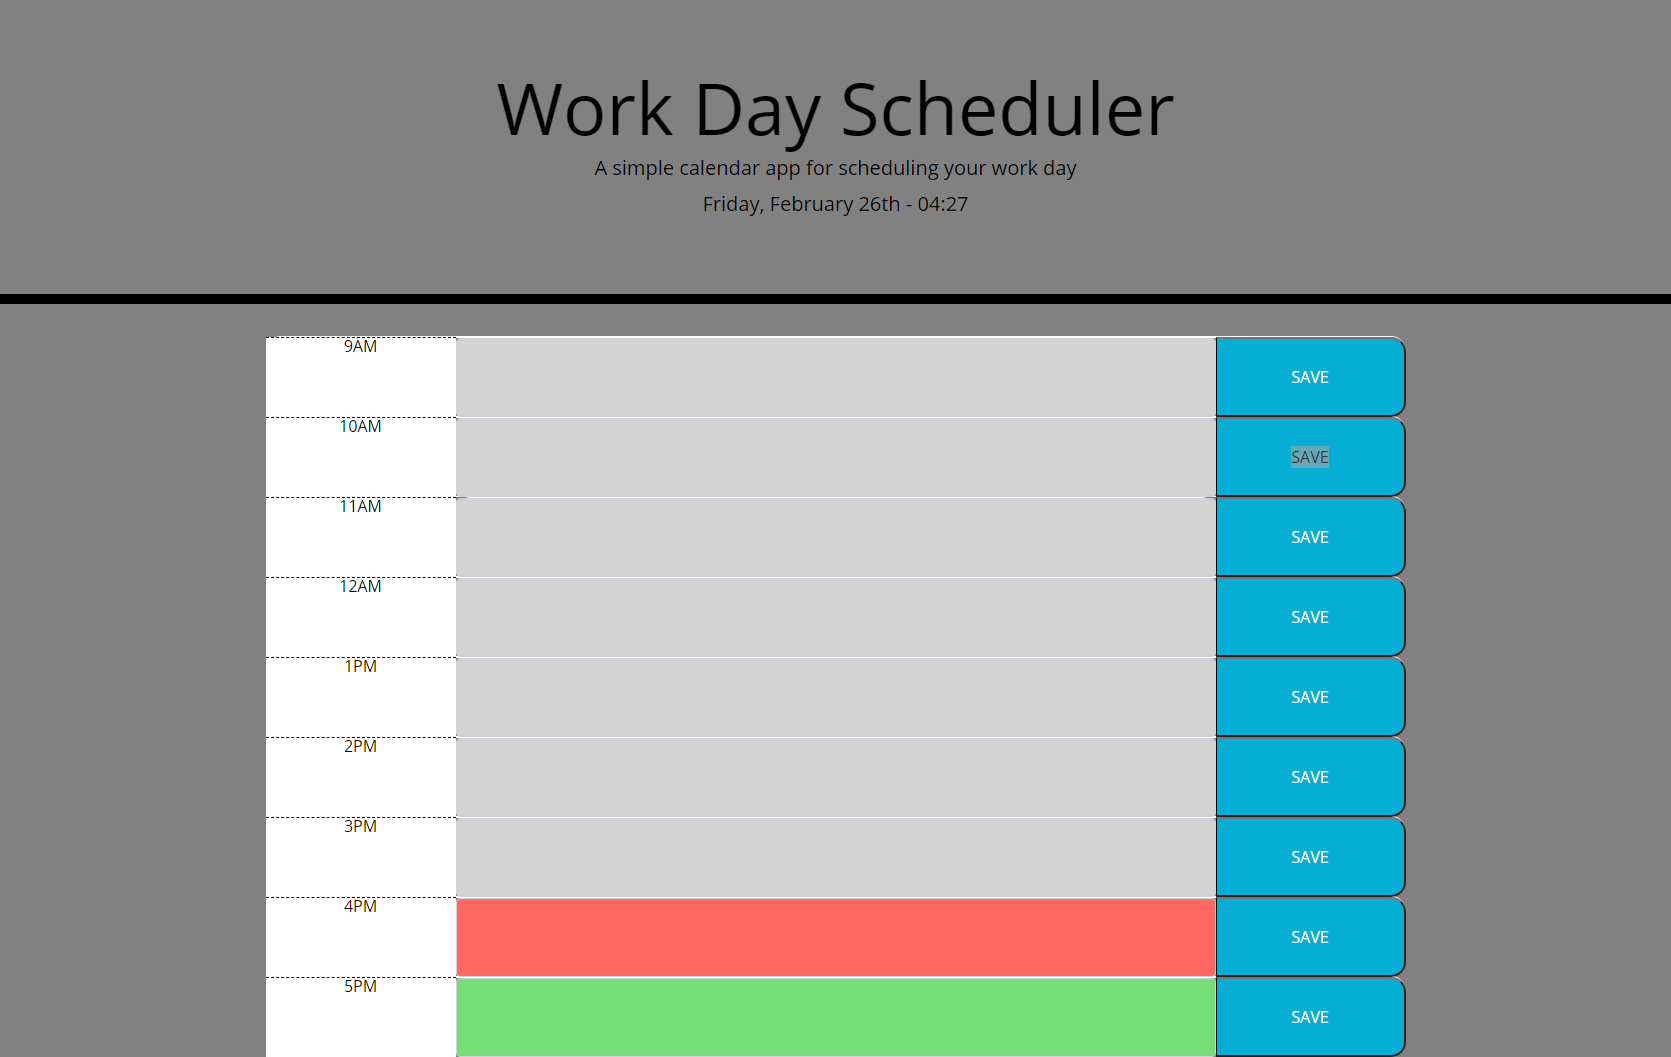 Work Day Scheduler
A simple calendar app for scheduling your work day
Friday, February 26th - 04:27
9AM
SAVE
10AM
SAVE
11AM
SAVE
12AM
SAVE
1PM
SAVE
2PM
SAVE
3PM
SAVE
4PM
SAVE
5PM
SAVE